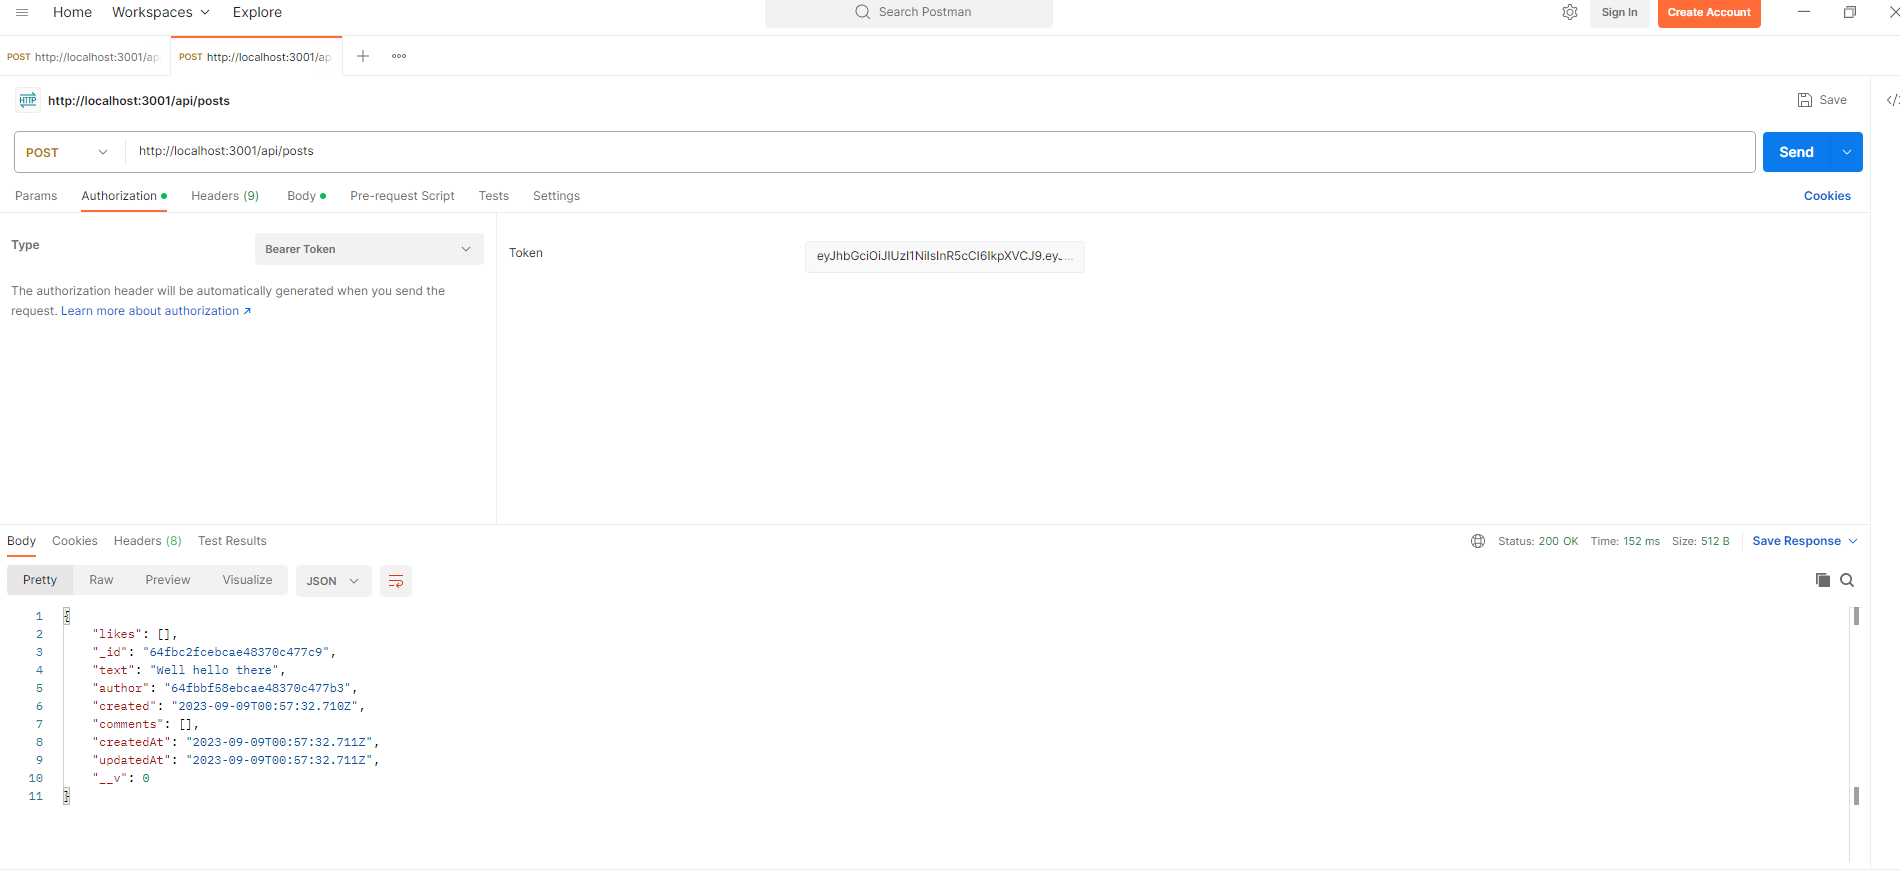 Home Workspaces Explore Search Postman Sign In Create Account
POST http://localhost:3001/ap POST http://localhost:3001/ap
HTTP http://localhost:3001/api/posts Save
POST http://localhost:3001/api/posts Send
Params Authorization Headers (9) Body Pre-request Script Tests Settings Cookies
Type Bearer Token
Token eyJhbGciOiJIUzI1NiIsInR5cCI6IkpXVCJ9.eyJ...
The authorization header will be automatically generated when you send the
request. Learn more about authorization ↗
Body Cookies Headers (8) Test Results Status: 200 OK Time: 152 ms Size: 512 B Save Response
Pretty Raw Preview Visualize JSON
1 {
2 "likes": [],
3 "_id": "64fbc2fcebcae48370c477c9",
4 "text": "Well hello there",
5 "author": "64fbbf58ebcae48370c477b3",
6 "created": "2023-09-09T00:57:32.710Z",
7 "comments": [],
8 "createdAt": "2023-09-09T00:57:32.711Z",
9 "updatedAt": "2023-09-09T00:57:32.711Z",
10 "__v": 0
11 }